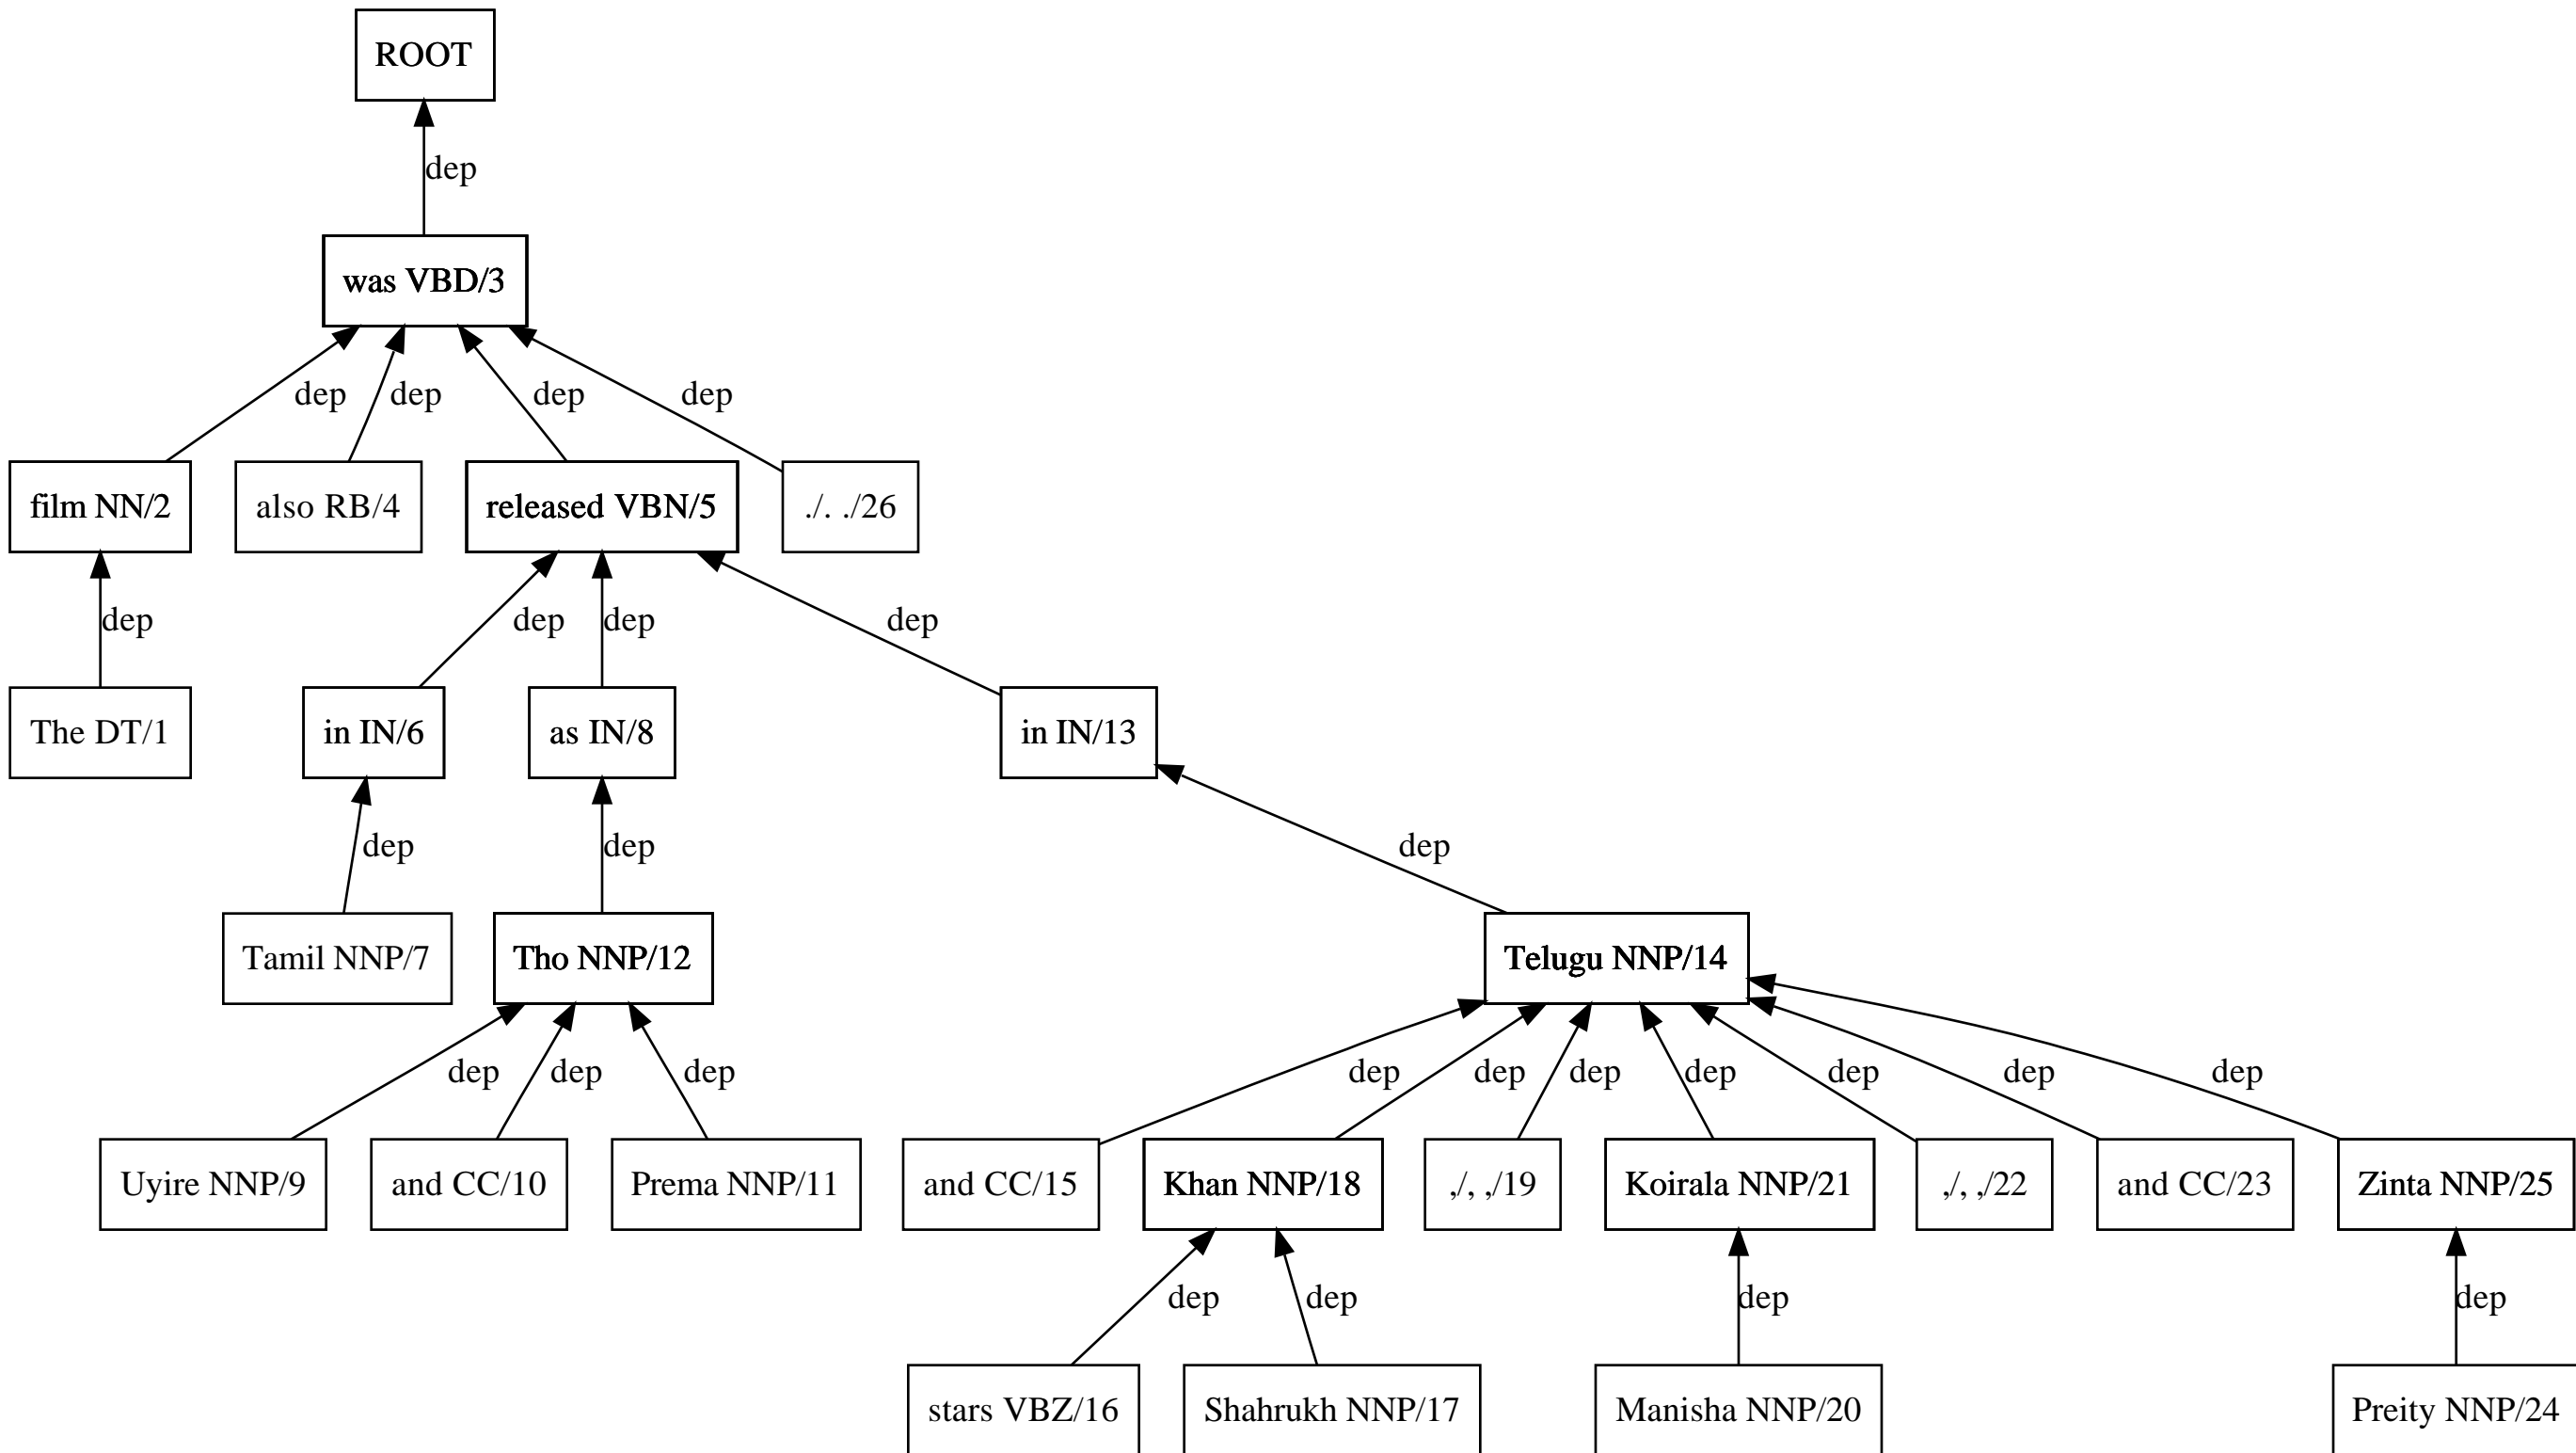 ROOT
dep
was VBD/3
dep dep dep dep
film NN/2 also RB/4 released VBN/5 ./. ./26
dep dep dep dep
The DT/1 in IN/6 as IN/8 in IN/13
dep dep dep
Tamil NNP/7 Tho NNP/12 Telugu NNP/14
dep dep dep dep dep dep dep dep dep dep
Uyire NNP/9 and CC/10 Prema NNP/11 and CC/15 Khan NNP/18 ,/, ,/19 Koirala NNP/21 ,/, ,/22 and CC/23 Zinta NNP/25
dep dep dep dep
stars VBZ/16 Shahrukh NNP/17 Manisha NNP/20 Preity NNP/24